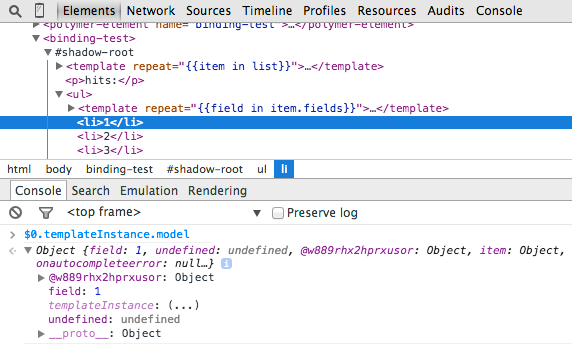 Elements Network Sources Timeline Profiles Resources Audits Console
<polymer-element name="binding-test">…</polymer-element>
<binding-test>
#shadow-root
<template repeat="{{item in list}}">…</template>
<p>hits:</p>
<ul>
<template repeat="{{field in item.fields}}">…</template>
<li>1</li>
<li>2</li>
<li>3</li>
html body binding-test #shadow-root ul li
Console Search Emulation Rendering
<top frame> Preserve log
$0.templateInstance.model
Object {field: 1, undefined: undefined, @w889rhx2hprxusor: Object, item: Object,
onautocompleteerror: null…}
@w889rhx2hprxusor: Object
field: 1
templateInstance: (...)
undefined: undefined
__proto__: Object